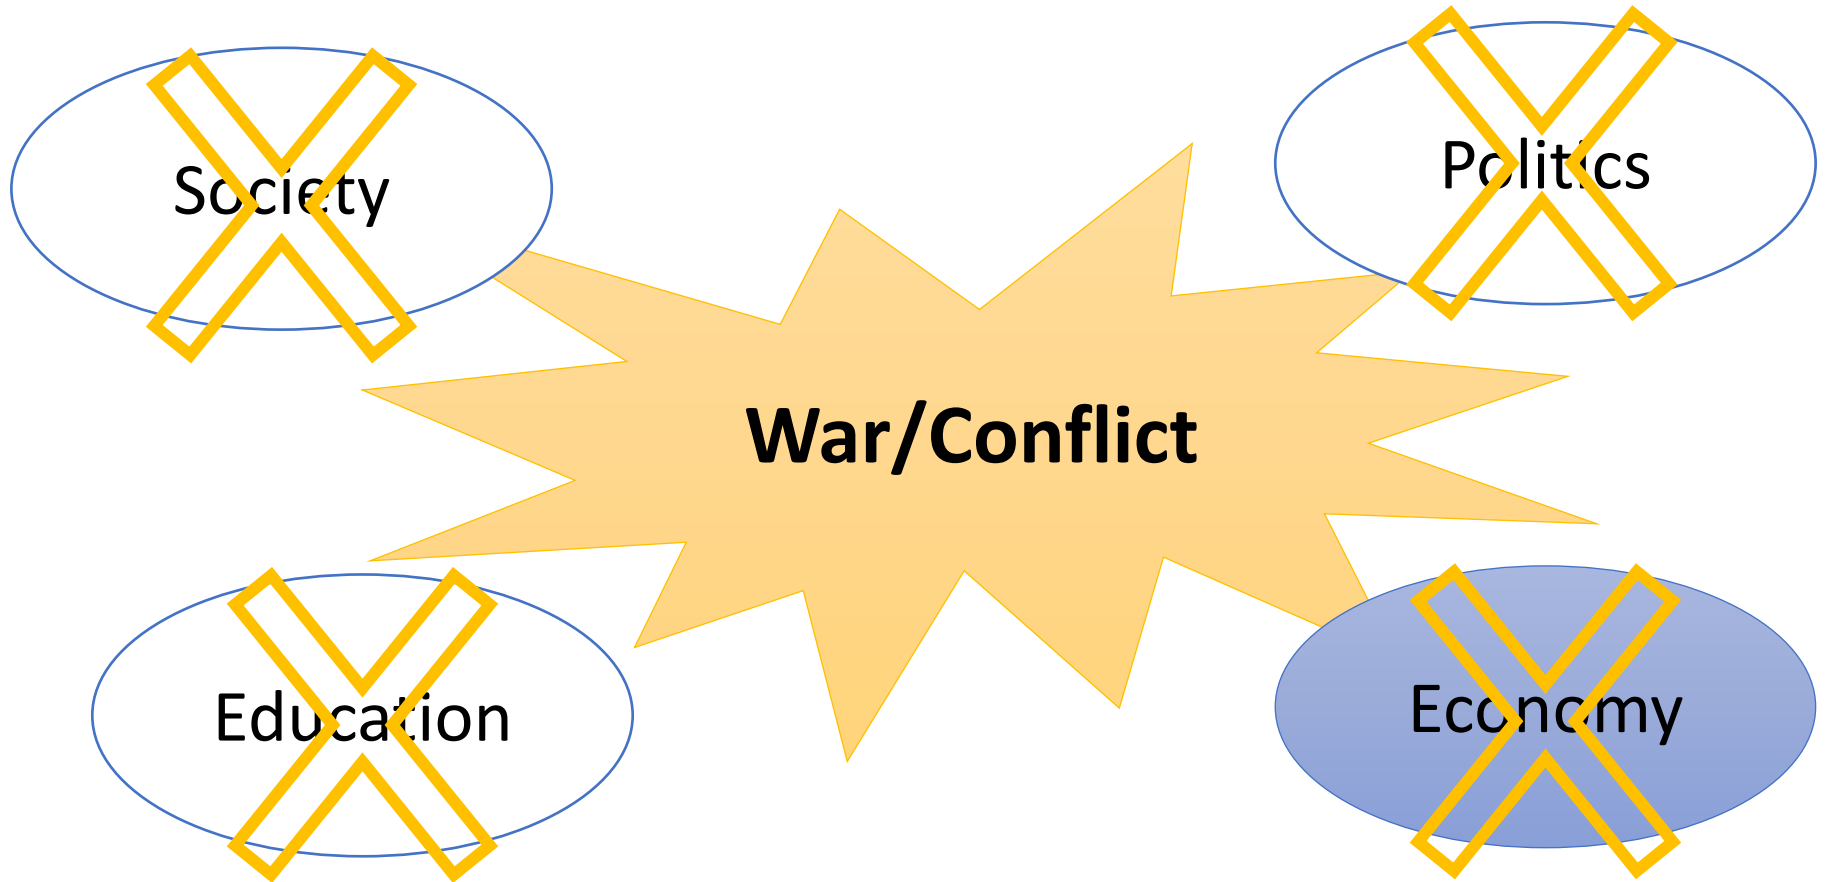 Society
Politics
War/Conflict
Education
Economy